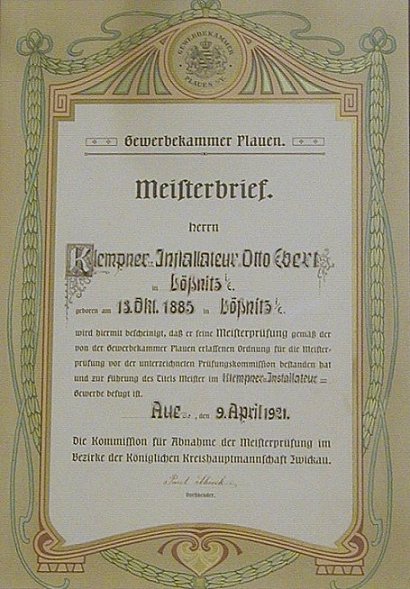 GEWERBEKAMMER
PLAUEN
Gewerbekammer Plauen.
Meisterbrief.
Herrn
Klempner u. Installateur Otto Ebert
in Lößnitz i/E.
geboren am 13. Okt. 1885 in Lößnitz i/E.
wird hiermit bescheinigt, daß er seine Meisterprüfung gemäß der
von der Gewerbekammer Plauen erlassenen Ordnung für die Meister-
prüfung vor der unterzeichneten Prüfungskommission bestanden hat
und zur Führung des Titels Meister im Klempner u. Installateur =
Gewerbe befugt ist.
Aue i/E., den 9. April 1921.
Die Kommission für Abnahme der Meisterprüfung im
Bezirke der Königlichen Kreishauptmannschaft Zwickau.
Vorsitzender.